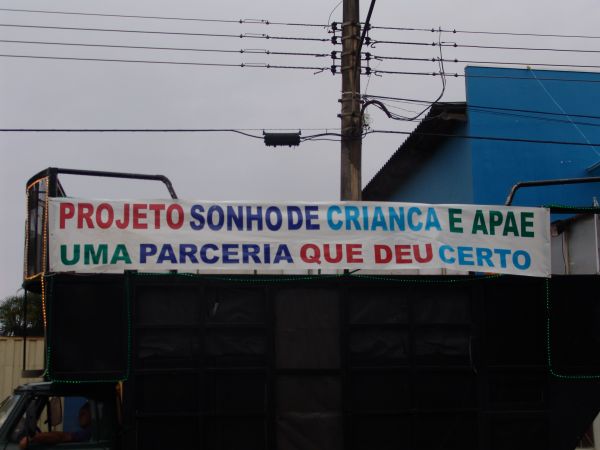 PROJETO SONHO DE CRIANCA E APAE
UMA PARCERIA QUE DEU CERTO